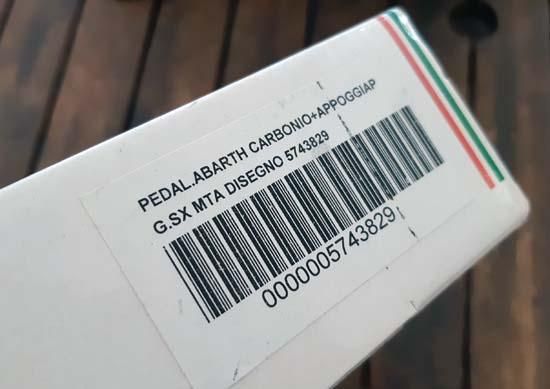 PEDAL.ABARTH CARBONIO+APPOGGIAP
G.SX MTA DISEGNO 5743829
0000005743829